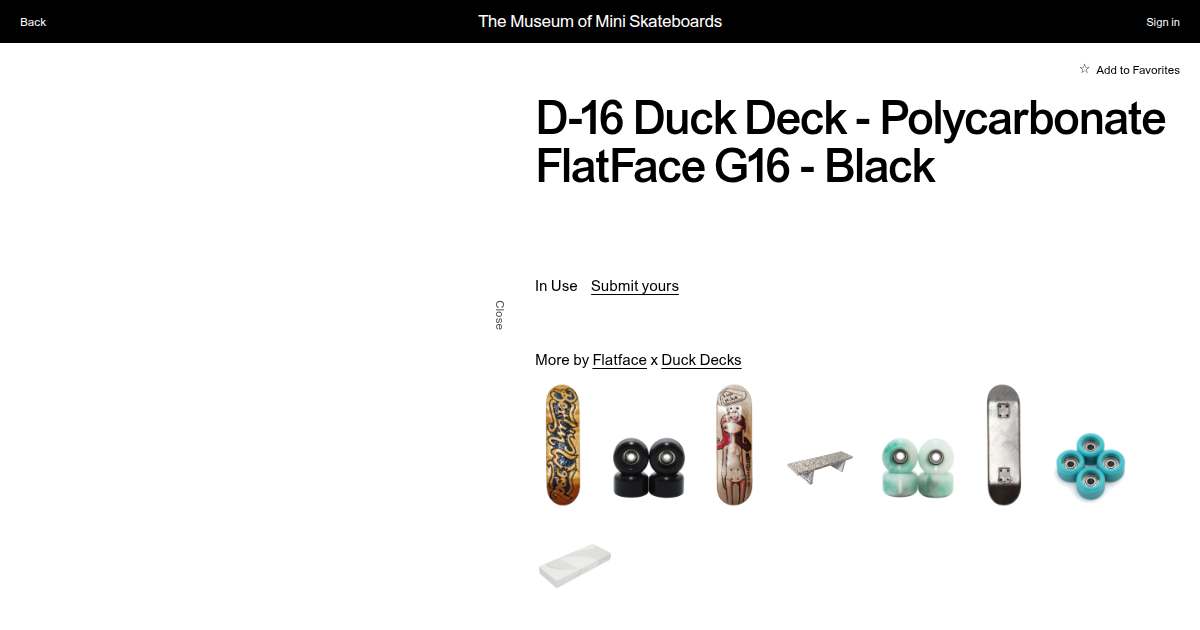 Back
The Museum of Mini Skateboards
Sign in
☆ Add to Favorites
D-16 Duck Deck - Polycarbonate
FlatFace G16 - Black
In Use Submit yours
Close
More by Flatface x Duck Decks